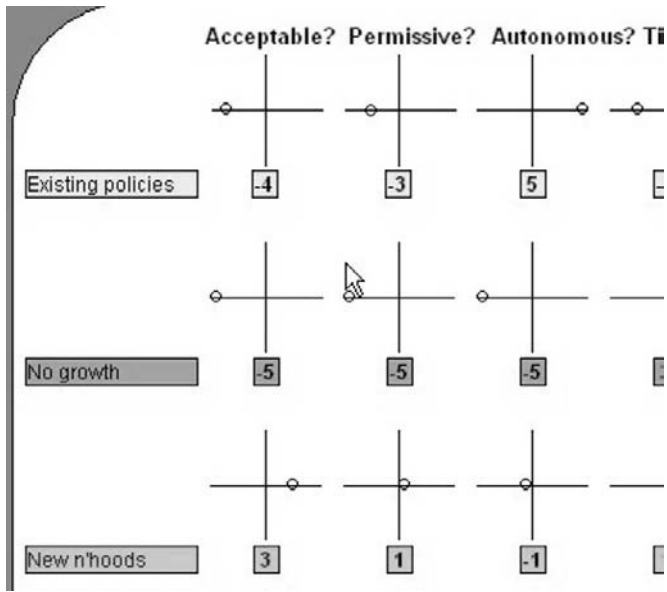 Acceptable? Permissive? Autonomous?
Existing policies -4 -3 5
No growth -5 -5 -5
New n'hoods 3 1 -1